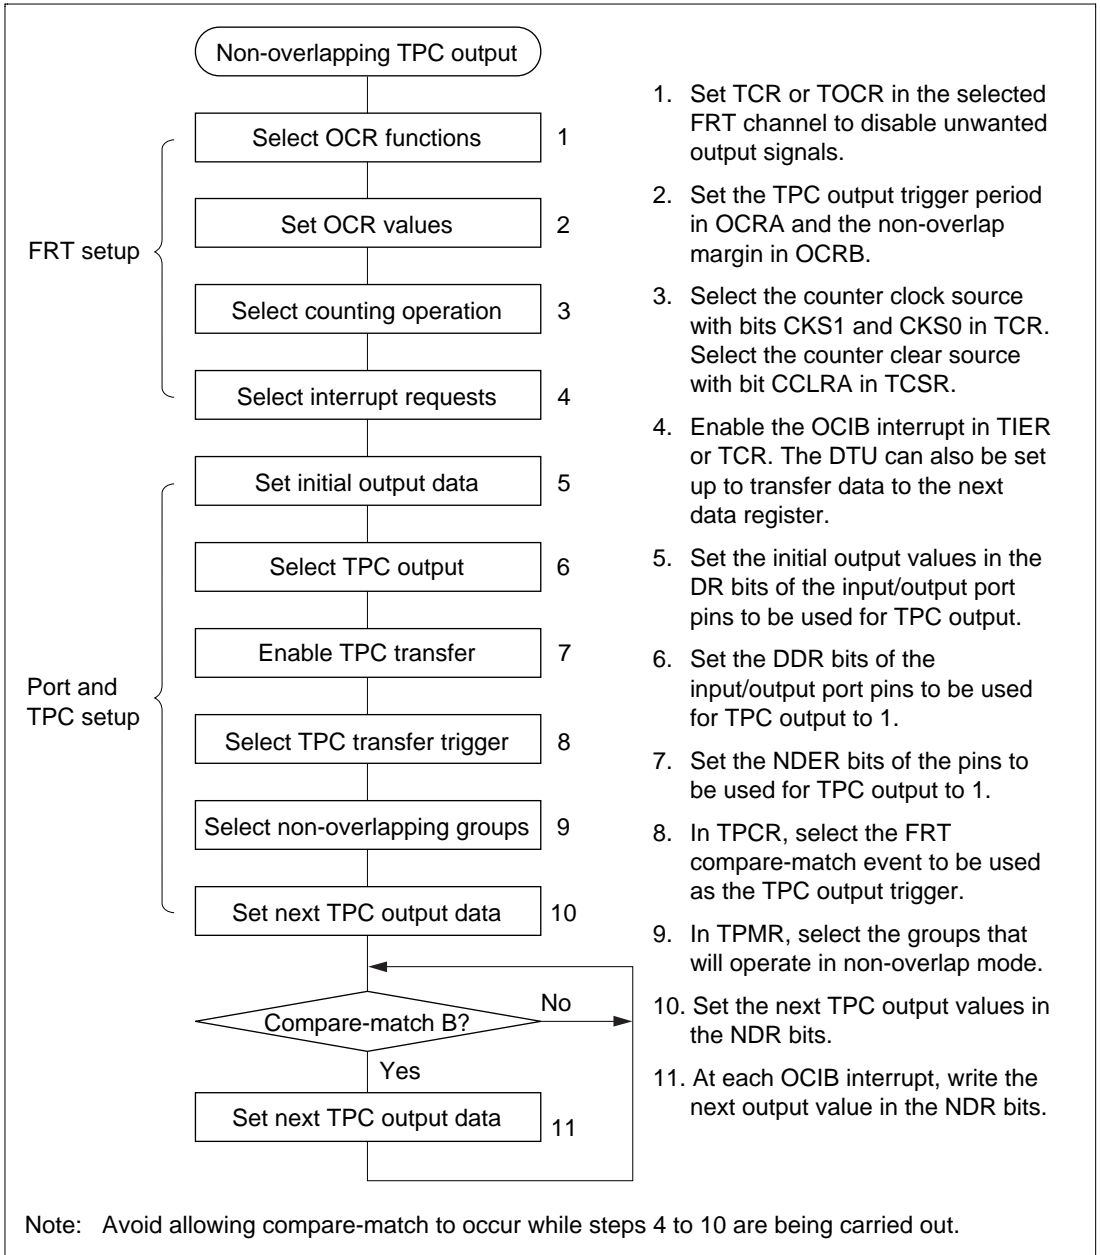 Non-overlapping TPC output
Select OCR functions 1
Set OCR values 2
FRT setup
Select counting operation 3
Select interrupt requests 4
Set initial output data 5
Select TPC output 6
Enable TPC transfer 7
Port and
TPC setup
Select TPC transfer trigger 8
Select non-overlapping groups 9
Set next TPC output data 10
Compare-match B?
No
Yes
Set next TPC output data 11
1. Set TCR or TOCR in the selected
FRT channel to disable unwanted
output signals.
2. Set the TPC output trigger period
in OCRA and the non-overlap
margin in OCRB.
3. Select the counter clock source
with bits CKS1 and CKS0 in TCR.
Select the counter clear source
with bit CCLRA in TCSR.
4. Enable the OCIB interrupt in TIER
or TCR. The DTU can also be set
up to transfer data to the next
data register.
5. Set the initial output values in the
DR bits of the input/output port
pins to be used for TPC output.
6. Set the DDR bits of the
input/output port pins to be used
for TPC output to 1.
7. Set the NDER bits of the pins to
be used for TPC output to 1.
8. In TPCR, select the FRT
compare-match event to be used
as the TPC output trigger.
9. In TPMR, select the groups that
will operate in non-overlap mode.
10. Set the next TPC output values in
the NDR bits.
11. At each OCIB interrupt, write the
next output value in the NDR bits.
Note: Avoid allowing compare-match to occur while steps 4 to 10 are being carried out.